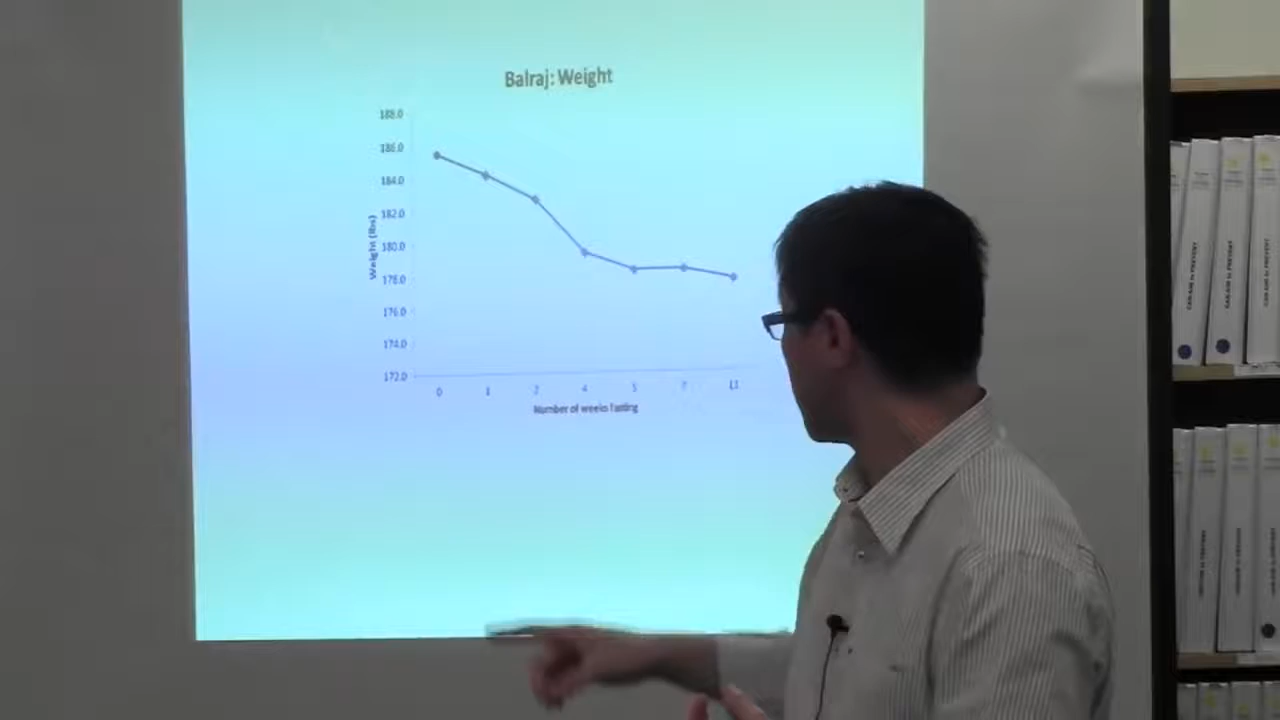 Balraj: Weight
188.0
186.0
184.0
182.0
180.0
178.0
176.0
174.0
172.0
Weight (lbs)
0 1 2 4 5 7 11
Number of weeks fasting